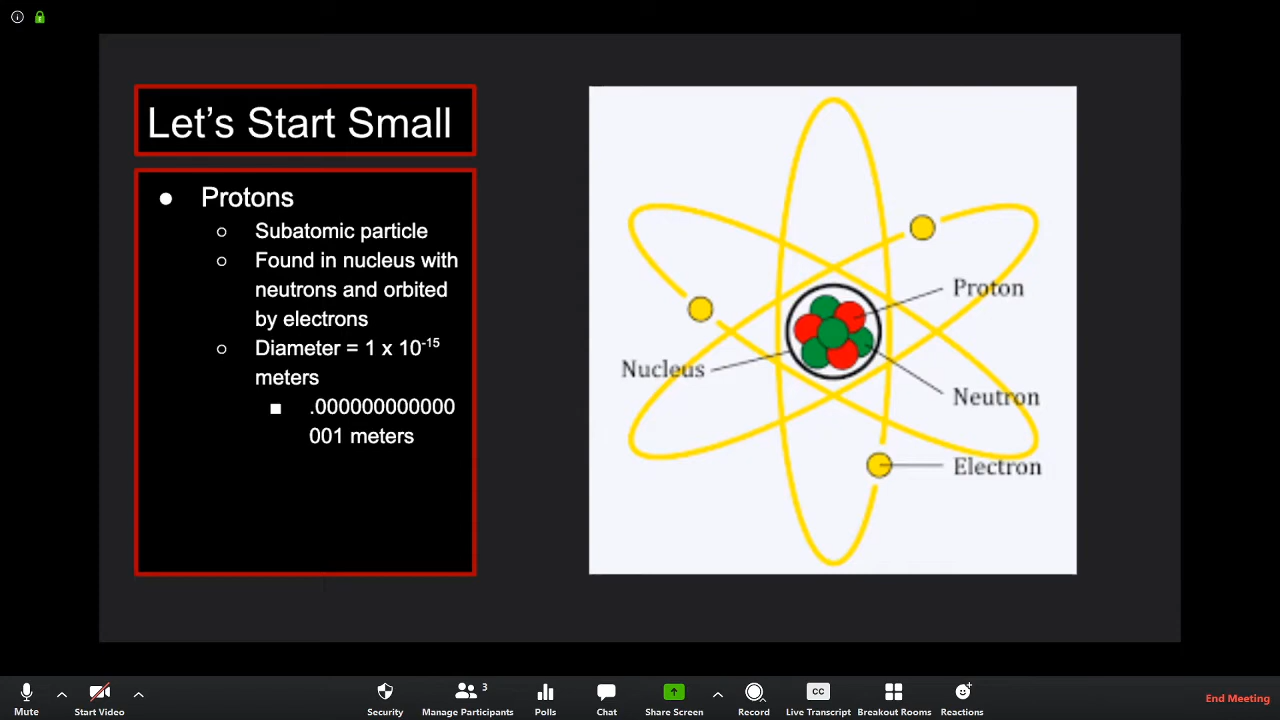 Let's Start Small
● Protons
○ Subatomic particle
○ Found in nucleus with
neutrons and orbited
by electrons
○ Diameter = 1 x 10⁻¹⁵
meters
■ .000000000000
001 meters
Proton
Nucleus
Neutron
Electron
Mute
Start Video
Security
3
Manage Participants
Polls
Chat
Share Screen
Record
CC
Live Transcript
Breakout Rooms
Reactions
End Meeting